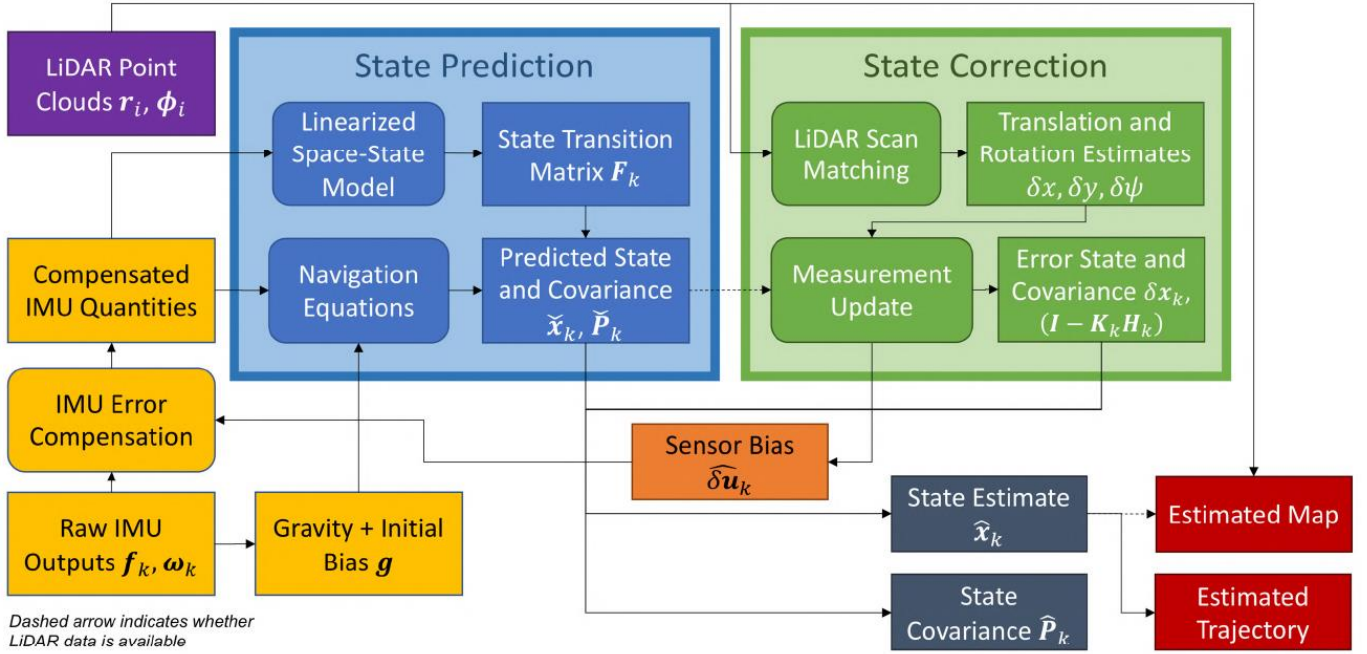 LiDAR Point
Clouds 𝒓ᵢ, 𝝓ᵢ
State Prediction
Linearized
Space-State
Model
State Transition
Matrix 𝑭ₖ
Navigation
Equations
Predicted State
and Covariance
𝒙̆ₖ, 𝑷̆ₖ
State Correction
LiDAR Scan
Matching
Translation and
Rotation Estimates
𝛿𝑥, 𝛿𝑦, 𝛿𝜓
Measurement
Update
Error State and
Covariance 𝛿𝒙ₖ,
(𝑰 − 𝑲ₖ𝑯ₖ)
Compensated
IMU Quantities
IMU Error
Compensation
Raw IMU
Outputs 𝒇ₖ, 𝝎ₖ
Gravity + Initial
Bias 𝒈
Sensor Bias
𝛿𝒖̂ₖ
State Estimate
𝒙̂ₖ
State
Covariance 𝑷̂ₖ
Estimated Map
Estimated
Trajectory
Dashed arrow indicates whether
LiDAR data is available